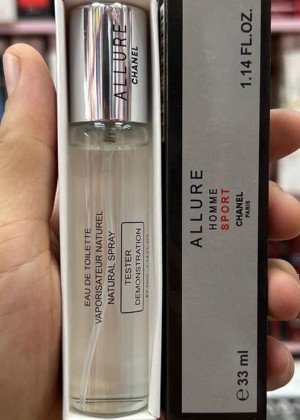 ALLURE
CHANEL
EAU DE TOILETTE
VAPORISATEUR NATUREL
NATURAL SPRAY
TESTER
DEMONSTRATION
ALLURE
HOMME
SPORT
CHANEL
PARIS
1.14 FL.OZ.
℮ 33 ml